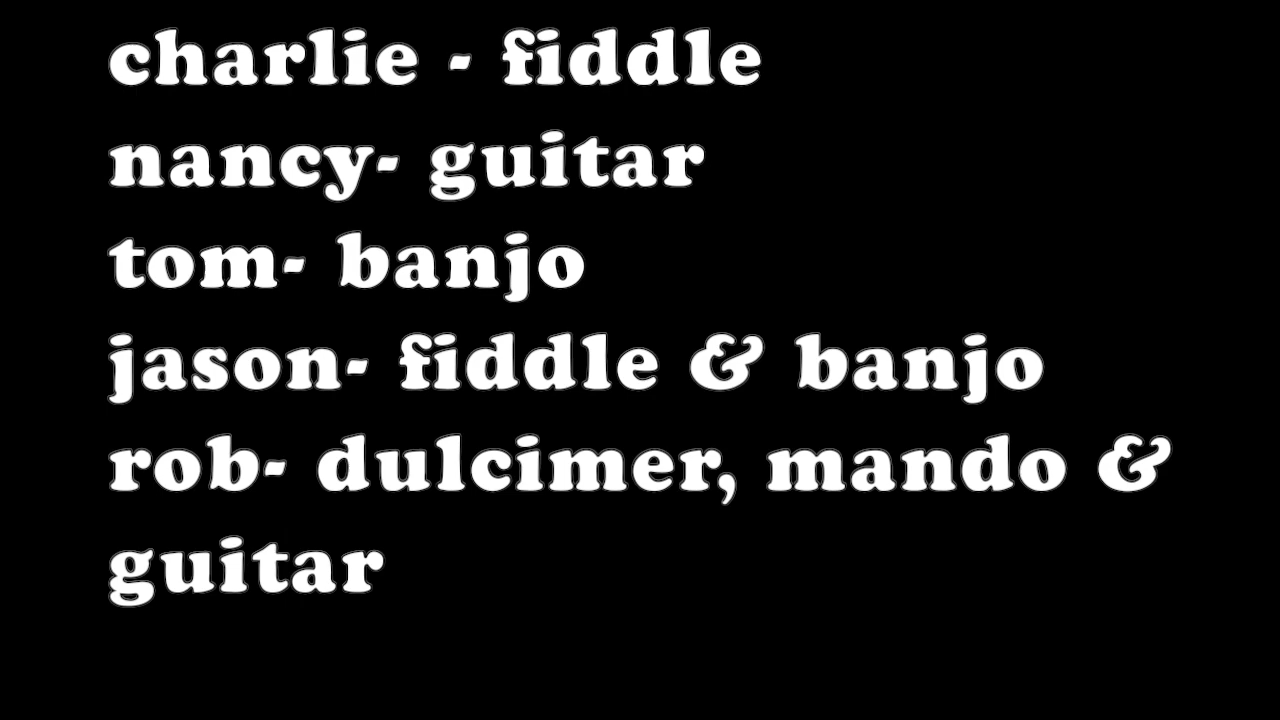 charlie - fiddle
nancy- guitar
tom- banjo
jason- fiddle & banjo
rob- dulcimer, mando &
guitar